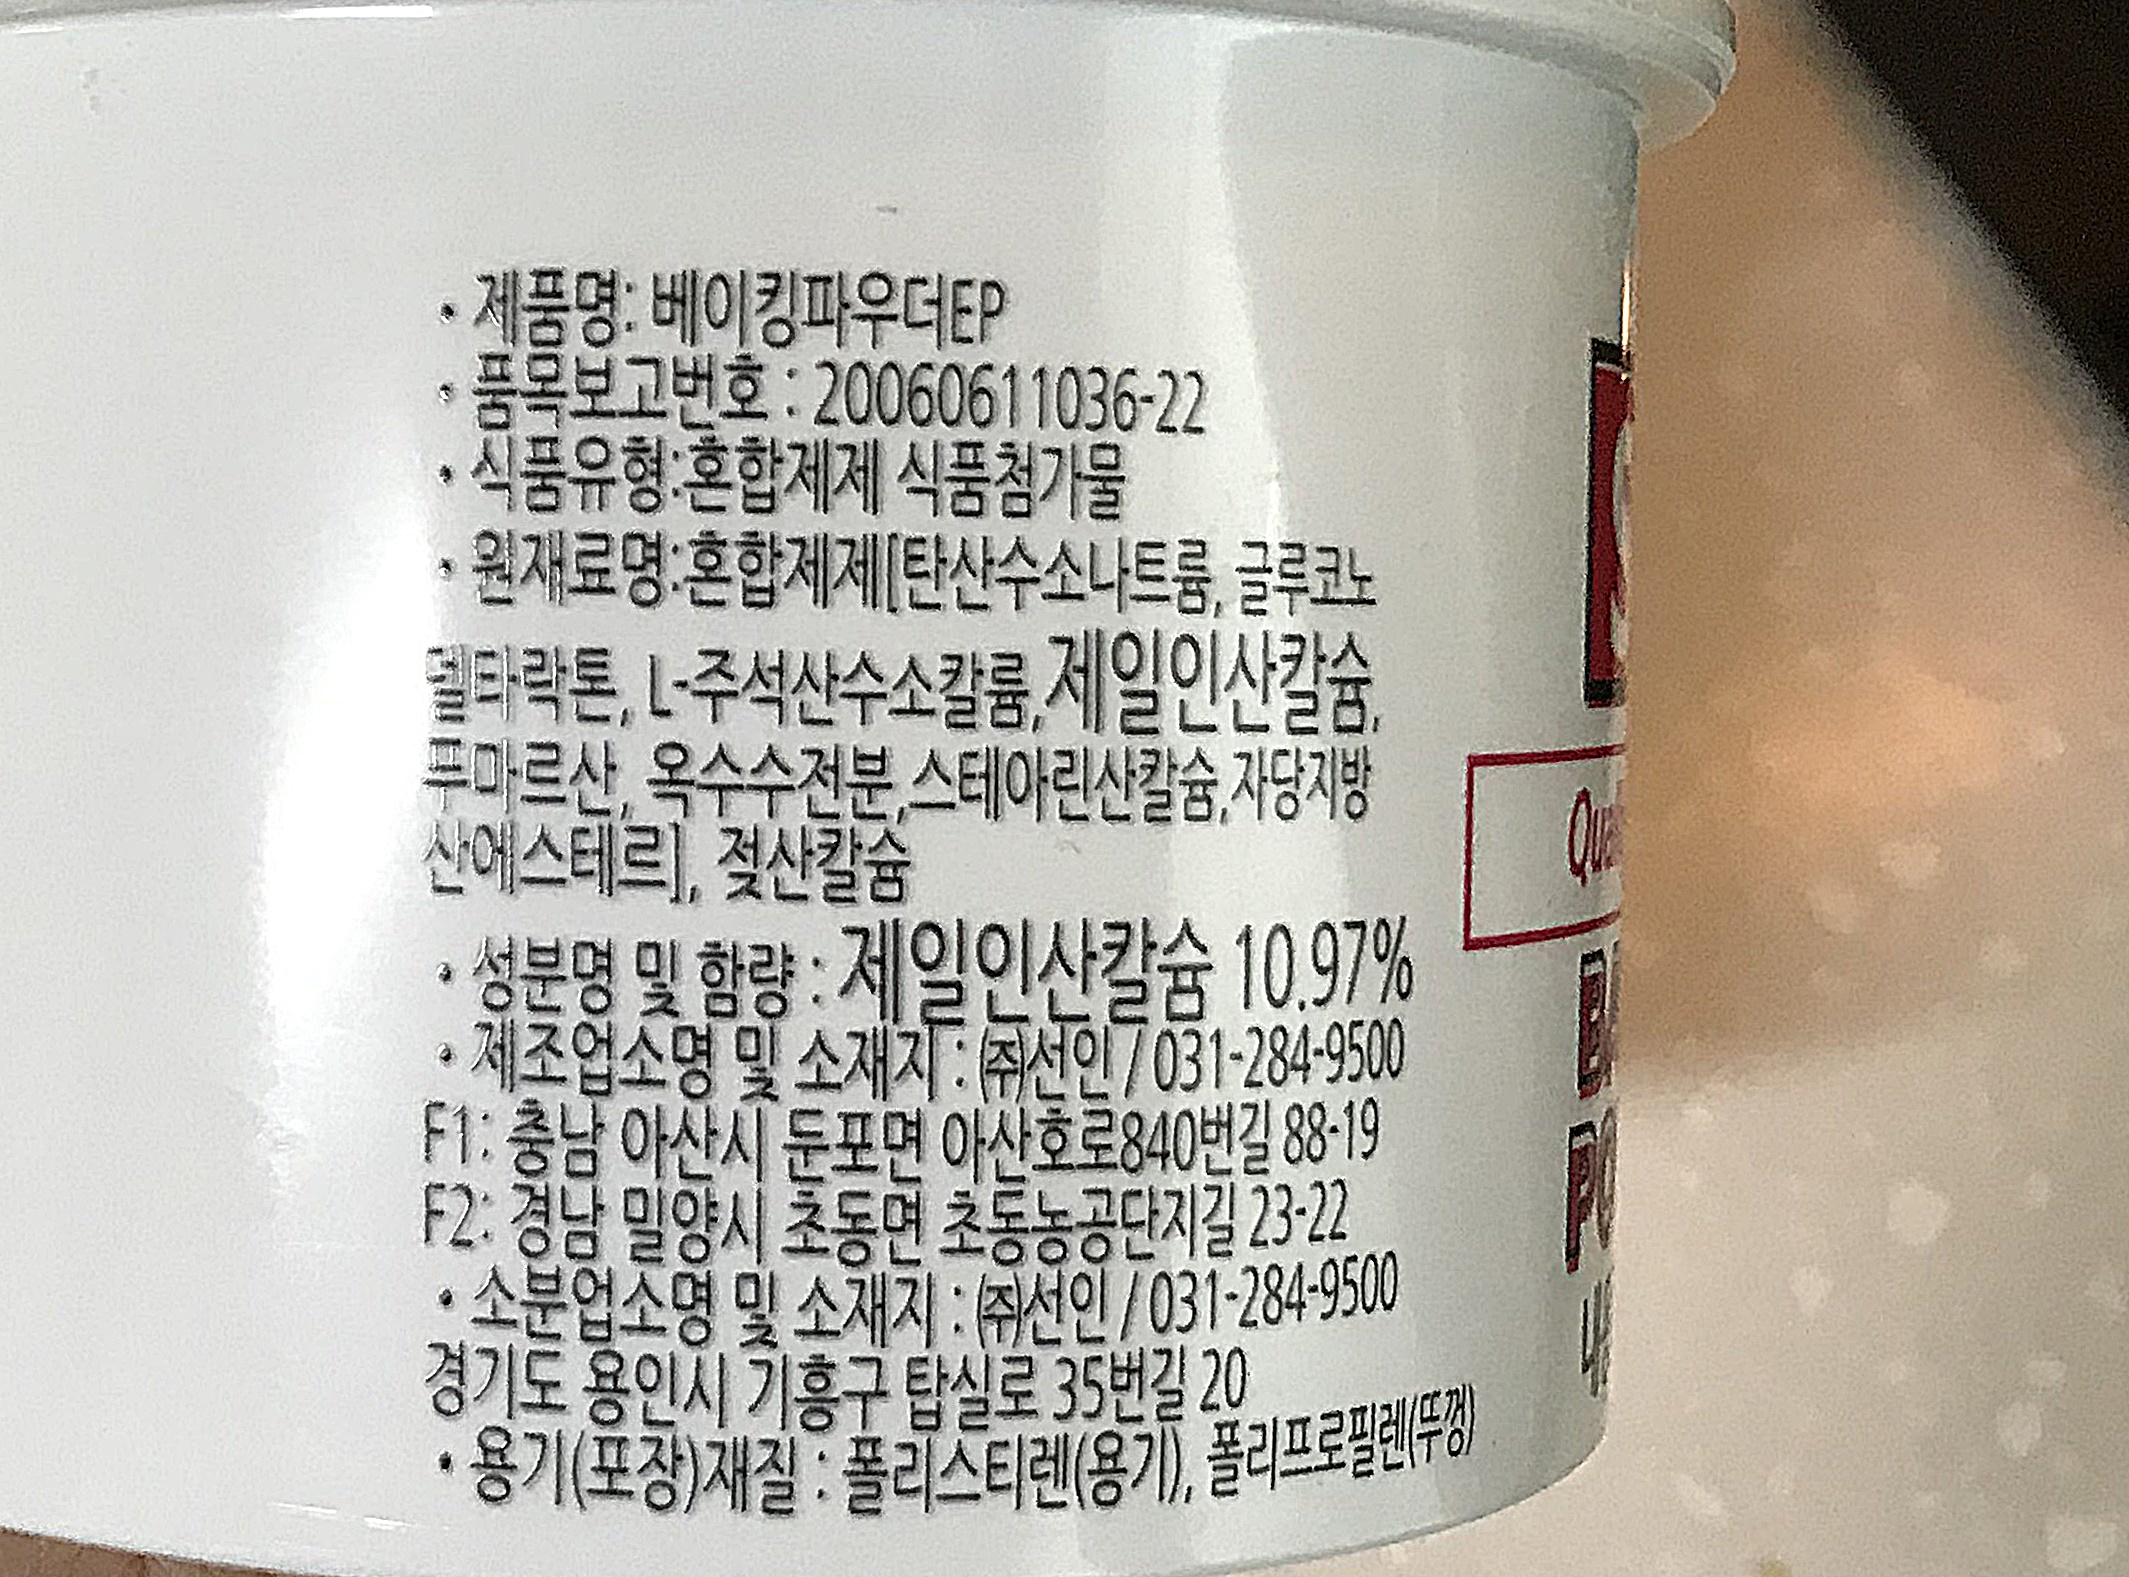 • 제품명: 베이킹파우더EP
• 품목보고번호 : 20060611036-22
• 식품유형:혼합제제 식품첨가물
• 원재료명:혼합제제[탄산수소나트륨, 글루코노
델타락톤, L-주석산수소칼륨,제일인산칼슘,
푸마르산, 옥수수전분,스테아린산칼슘,자당지방
산에스테르], 젖산칼슘
• 성분명 및 함량 : 제일인산칼슘 10.97%
• 제조업소명 및 소재지 : ㈜선인 / 031-284-9500
F1: 충남 아산시 둔포면 아산호로840번길 88-19
F2: 경남 밀양시 초동면 초동농공단지길 23-22
• 소분업소명 및 소재지 : ㈜선인 / 031-284-9500
경기도 용인시 기흥구 탑실로 35번길 20
• 용기(포장)재질 : 폴리스티렌(용기), 폴리프로필렌(뚜껑)